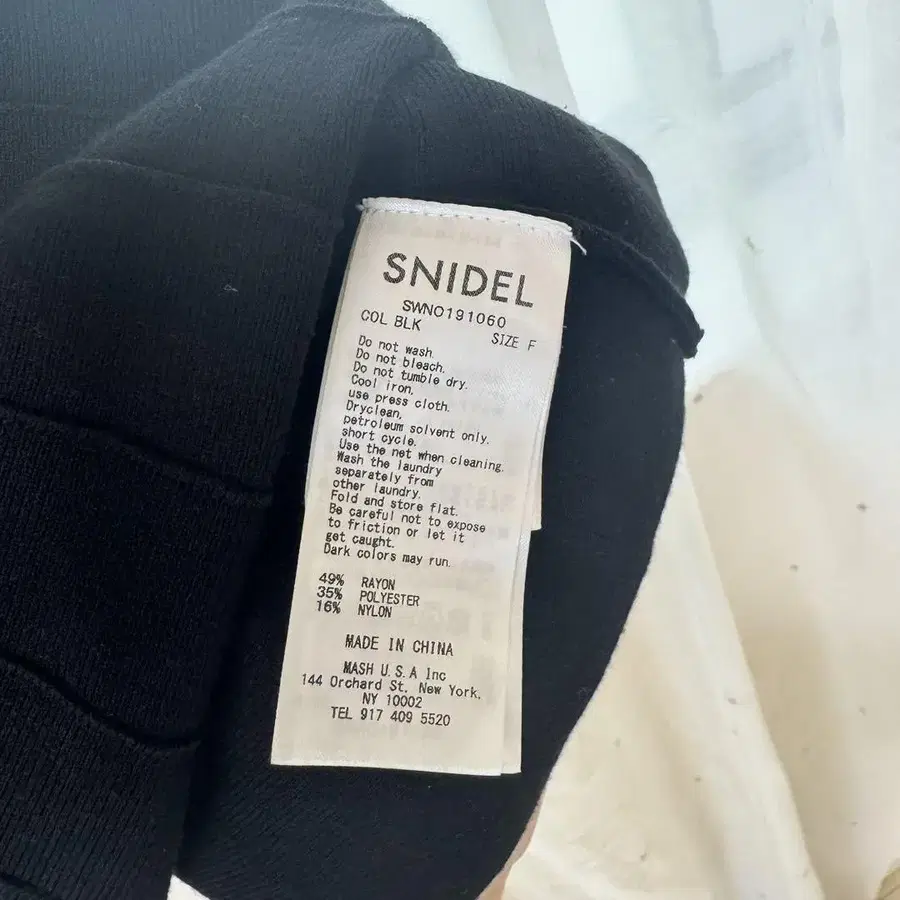 SNIDEL
SWNO191060
COL BLK SIZE F
Do not wash.
Do not bleach.
Do not tumble dry.
Cool iron,
use press cloth.
Dryclean,
petroleum solvent only.
short cycle.
Use the net when cleaning.
Wash the laundry
separately from
other laundry.
Fold and store flat.
Be careful not to expose
to friction or let it
get caught.
Dark colors may run.
49% RAYON
35% POLYESTER
16% NYLON
MADE IN CHINA
MASH U.S.A Inc
144 Orchard St, New York,
NY 10002
TEL 917 409 5520